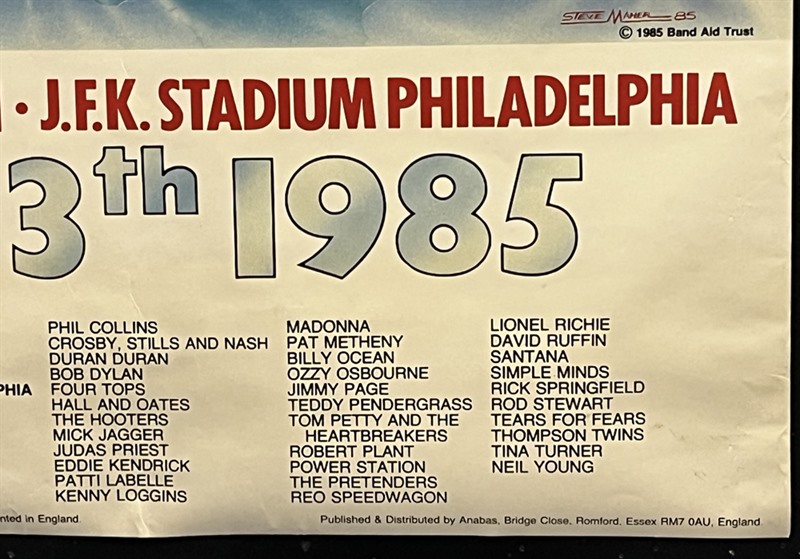 STEVE MAHER 85
© 1985 Band Aid Trust
· J.F.K. STADIUM PHILADELPHIA
3th 1985
PHIL COLLINS
CROSBY, STILLS AND NASH
DURAN DURAN
BOB DYLAN
PHIA
FOUR TOPS
HALL AND OATES
THE HOOTERS
MICK JAGGER
JUDAS PRIEST
EDDIE KENDRICK
PATTI LABELLE
KENNY LOGGINS
MADONNA
PAT METHENY
BILLY OCEAN
OZZY OSBOURNE
JIMMY PAGE
TEDDY PENDERGRASS
TOM PETTY AND THE
HEARTBREAKERS
ROBERT PLANT
POWER STATION
THE PRETENDERS
REO SPEEDWAGON
LIONEL RICHIE
DAVID RUFFIN
SANTANA
SIMPLE MINDS
RICK SPRINGFIELD
ROD STEWART
TEARS FOR FEARS
THOMPSON TWINS
TINA TURNER
NEIL YOUNG
nted in England
Published & Distributed by Anabas, Bridge Close, Romford, Essex RM7 0AU, England